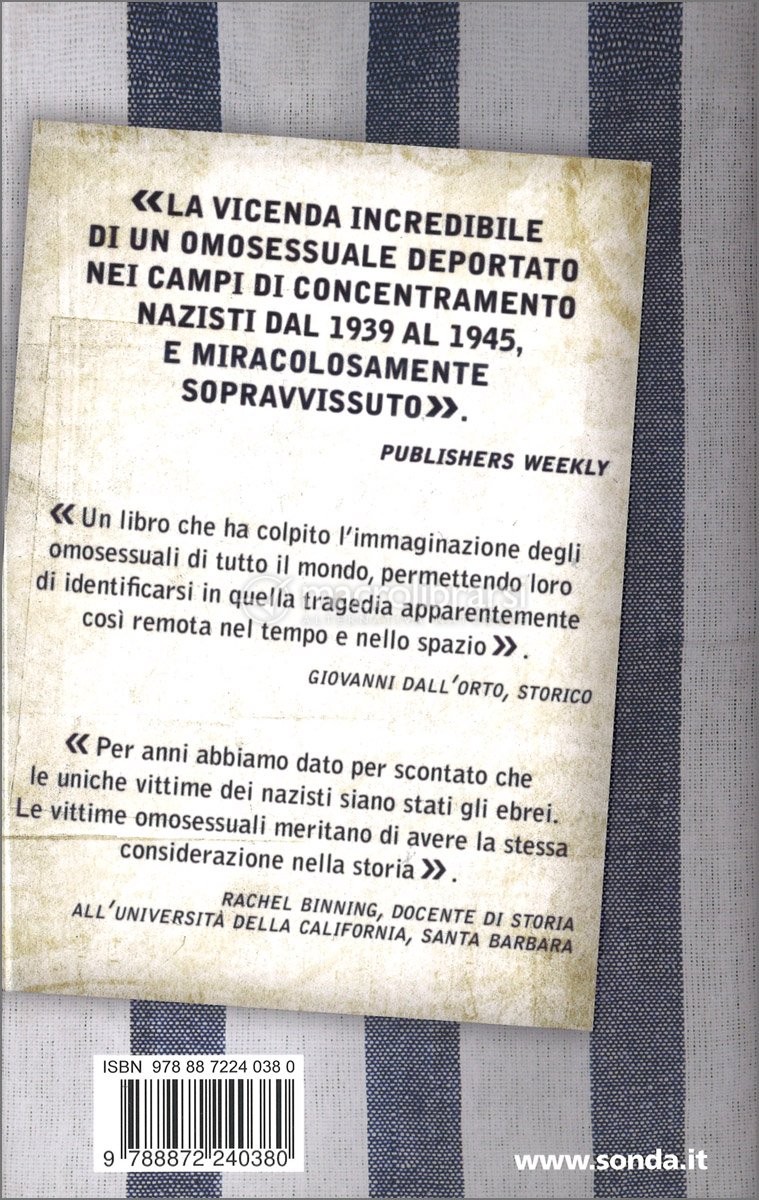 «LA VICENDA INCREDIBILE
DI UN OMOSESSUALE DEPORTATO
NEI CAMPI DI CONCENTRAMENTO
NAZISTI DAL 1939 AL 1945,
E MIRACOLOSAMENTE
SOPRAVVISSUTO».
PUBLISHERS WEEKLY
« Un libro che ha colpito l'immaginazione degli
omosessuali di tutto il mondo, permettendo loro
di identificarsi in quella tragedia apparentemente
così remota nel tempo e nello spazio » .
GIOVANNI DALL'ORTO, STORICO
« Per anni abbiamo dato per scontato che
le uniche vittime dei nazisti siano stati gli ebrei.
Le vittime omosessuali meritano di avere la stessa
considerazione nella storia » .
RACHEL BINNING, DOCENTE DI STORIA
ALL'UNIVERSITÀ DELLA CALIFORNIA, SANTA BARBARA
ISBN 978 88 7224 038 0
9 788872 240380
www.sonda.it